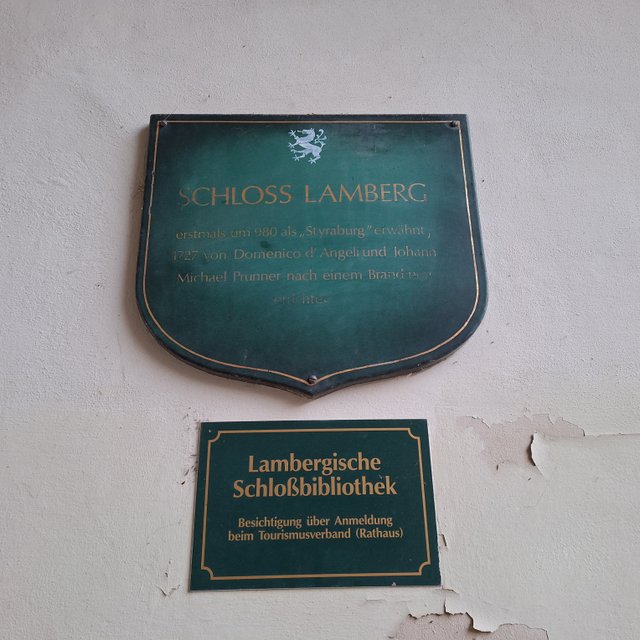 SCHLOSS LAMBERG
erstmals um 980 als „Styraburg" erwähnt,
1727 von Domenico d'Angeli und Johann
Michael Prunner nach einem Brand neu
errichtet
Lambergische
Schloßbibliothek
Besichtigung über Anmeldung
beim Tourismusverband (Rathaus)